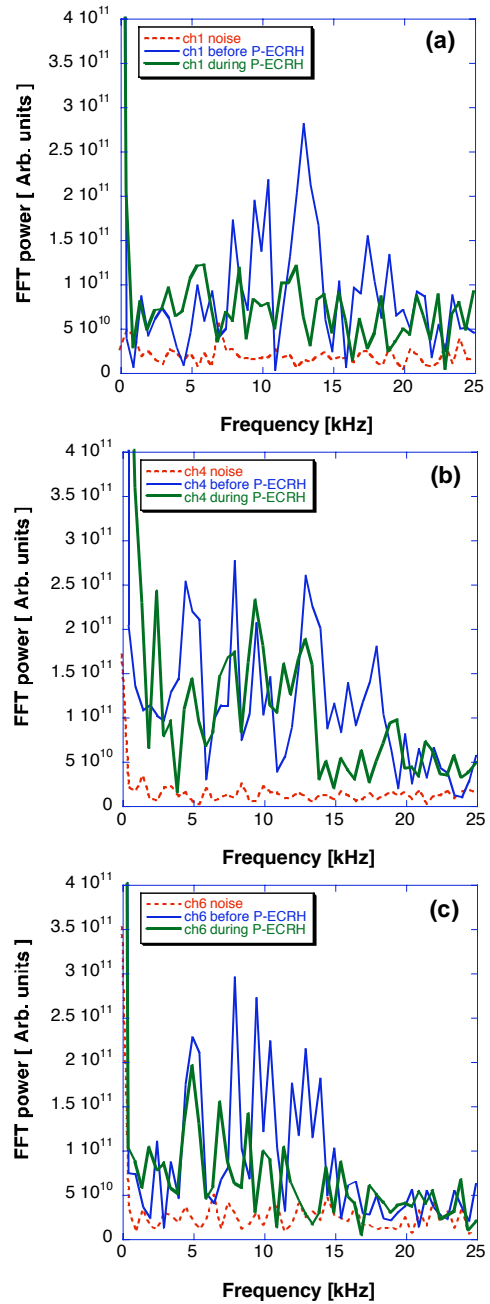 (a)
ch1 noise
ch1 before P-ECRH
ch1 during P-ECRH
FFT power [ Arb. units ]
4 10¹¹
3.5 10¹¹
3 10¹¹
2.5 10¹¹
2 10¹¹
1.5 10¹¹
1 10¹¹
5 10¹⁰
0
0 5 10 15 20 25
Frequency [kHz]
(b)
ch4 noise
ch4 before P-ECRH
ch4 during P-ECRH
FFT power [ Arb. units ]
4 10¹¹
3.5 10¹¹
3 10¹¹
2.5 10¹¹
2 10¹¹
1.5 10¹¹
1 10¹¹
5 10¹⁰
0
0 5 10 15 20 25
Frequency [kHz]
(c)
ch6 noise
ch6 before P-ECRH
ch6 during P-ECRH
FFT power [ Arb. units ]
4 10¹¹
3.5 10¹¹
3 10¹¹
2.5 10¹¹
2 10¹¹
1.5 10¹¹
1 10¹¹
5 10¹⁰
0
0 5 10 15 20 25
Frequency [kHz]